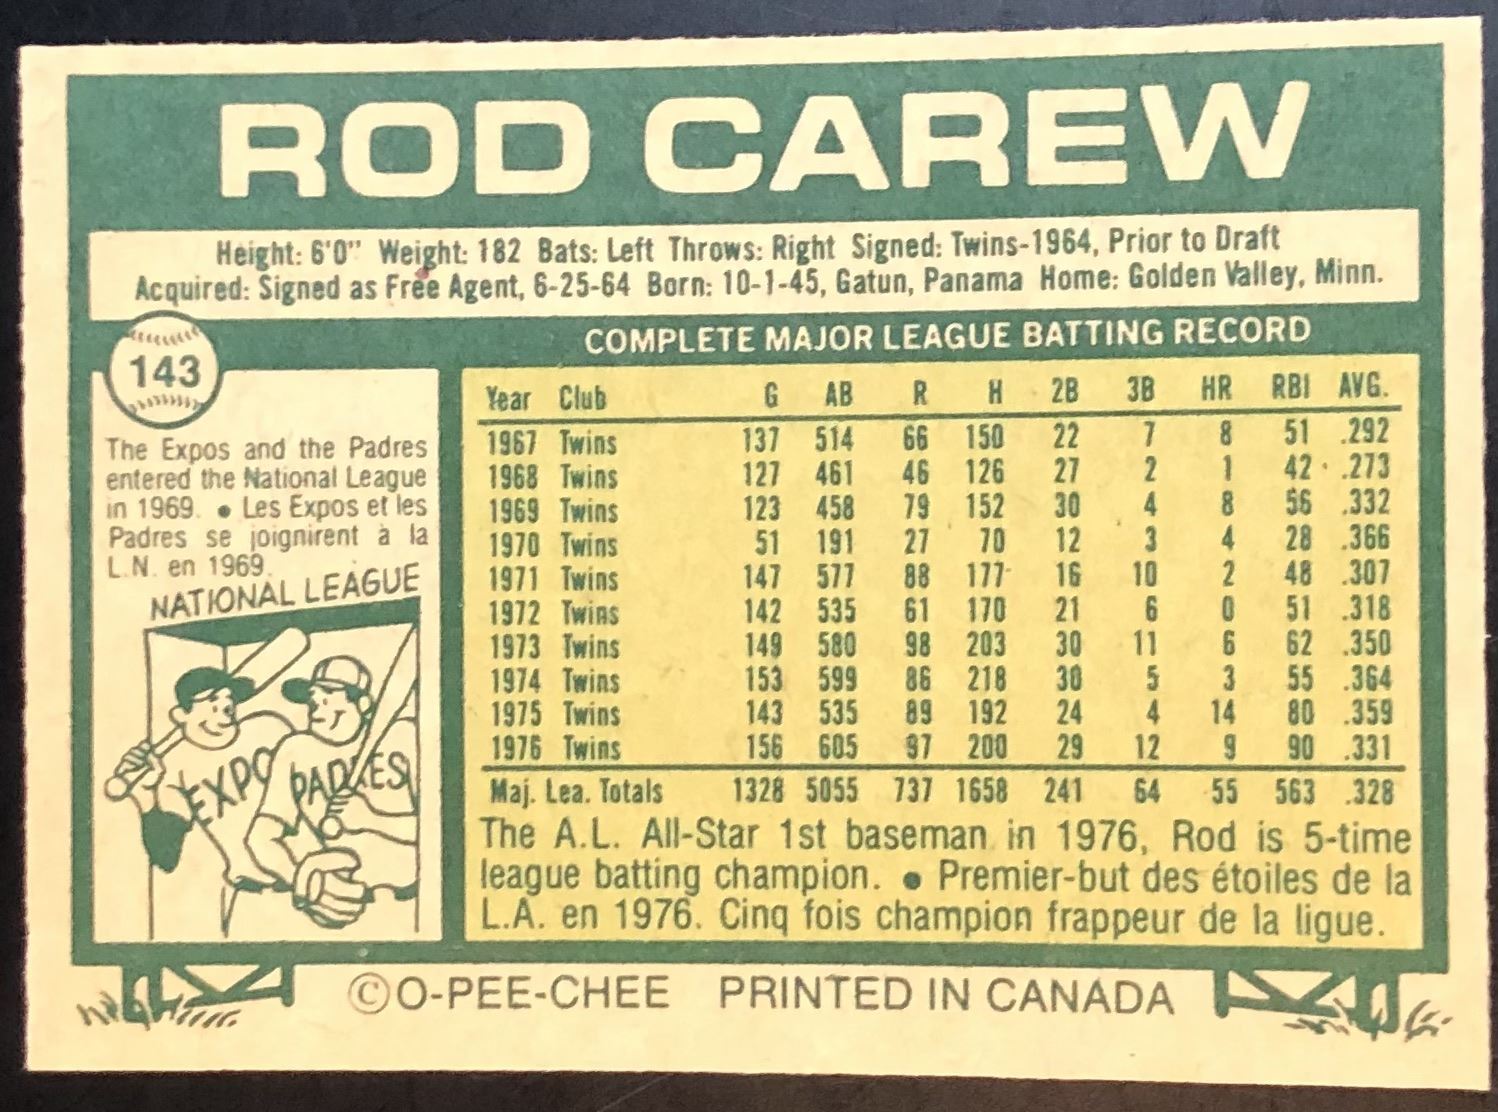 ROD CAREW
Height: 6'0" Weight: 182 Bats: Left Throws: Right Signed: Twins-1964, Prior to Draft
Acquired: Signed as Free Agent, 6-25-64 Born: 10-1-45, Gatun, Panama Home: Golden Valley, Minn.
143
The Expos and the Padres
entered the National League
in 1969. ● Les Expos et les
Padres se joignirent à la
L.N. en 1969.
NATIONAL LEAGUE
EXPO
PADRES
COMPLETE MAJOR LEAGUE BATTING RECORD
Year Club G AB R H 2B 3B HR RBI AVG.
1967 Twins 137 514 66 150 22 7 8 51 .292
1968 Twins 127 461 46 126 27 2 1 42 .273
1969 Twins 123 458 79 152 30 4 8 56 .332
1970 Twins 51 191 27 70 12 3 4 28 .366
1971 Twins 147 577 88 177 16 10 2 48 .307
1972 Twins 142 535 61 170 21 6 0 51 .318
1973 Twins 149 580 98 203 30 11 6 62 .350
1974 Twins 153 599 86 218 30 5 3 55 .364
1975 Twins 143 535 89 192 24 4 14 80 .359
1976 Twins 156 605 97 200 29 12 9 90 .331
Maj. Lea. Totals 1328 5055 737 1658 241 64 55 563 .328
The A.L. All-Star 1st baseman in 1976, Rod is 5-time
league batting champion. ● Premier-but des étoiles de la
L.A. en 1976. Cinq fois champion frappeur de la ligue.
©O-PEE-CHEE PRINTED IN CANADA